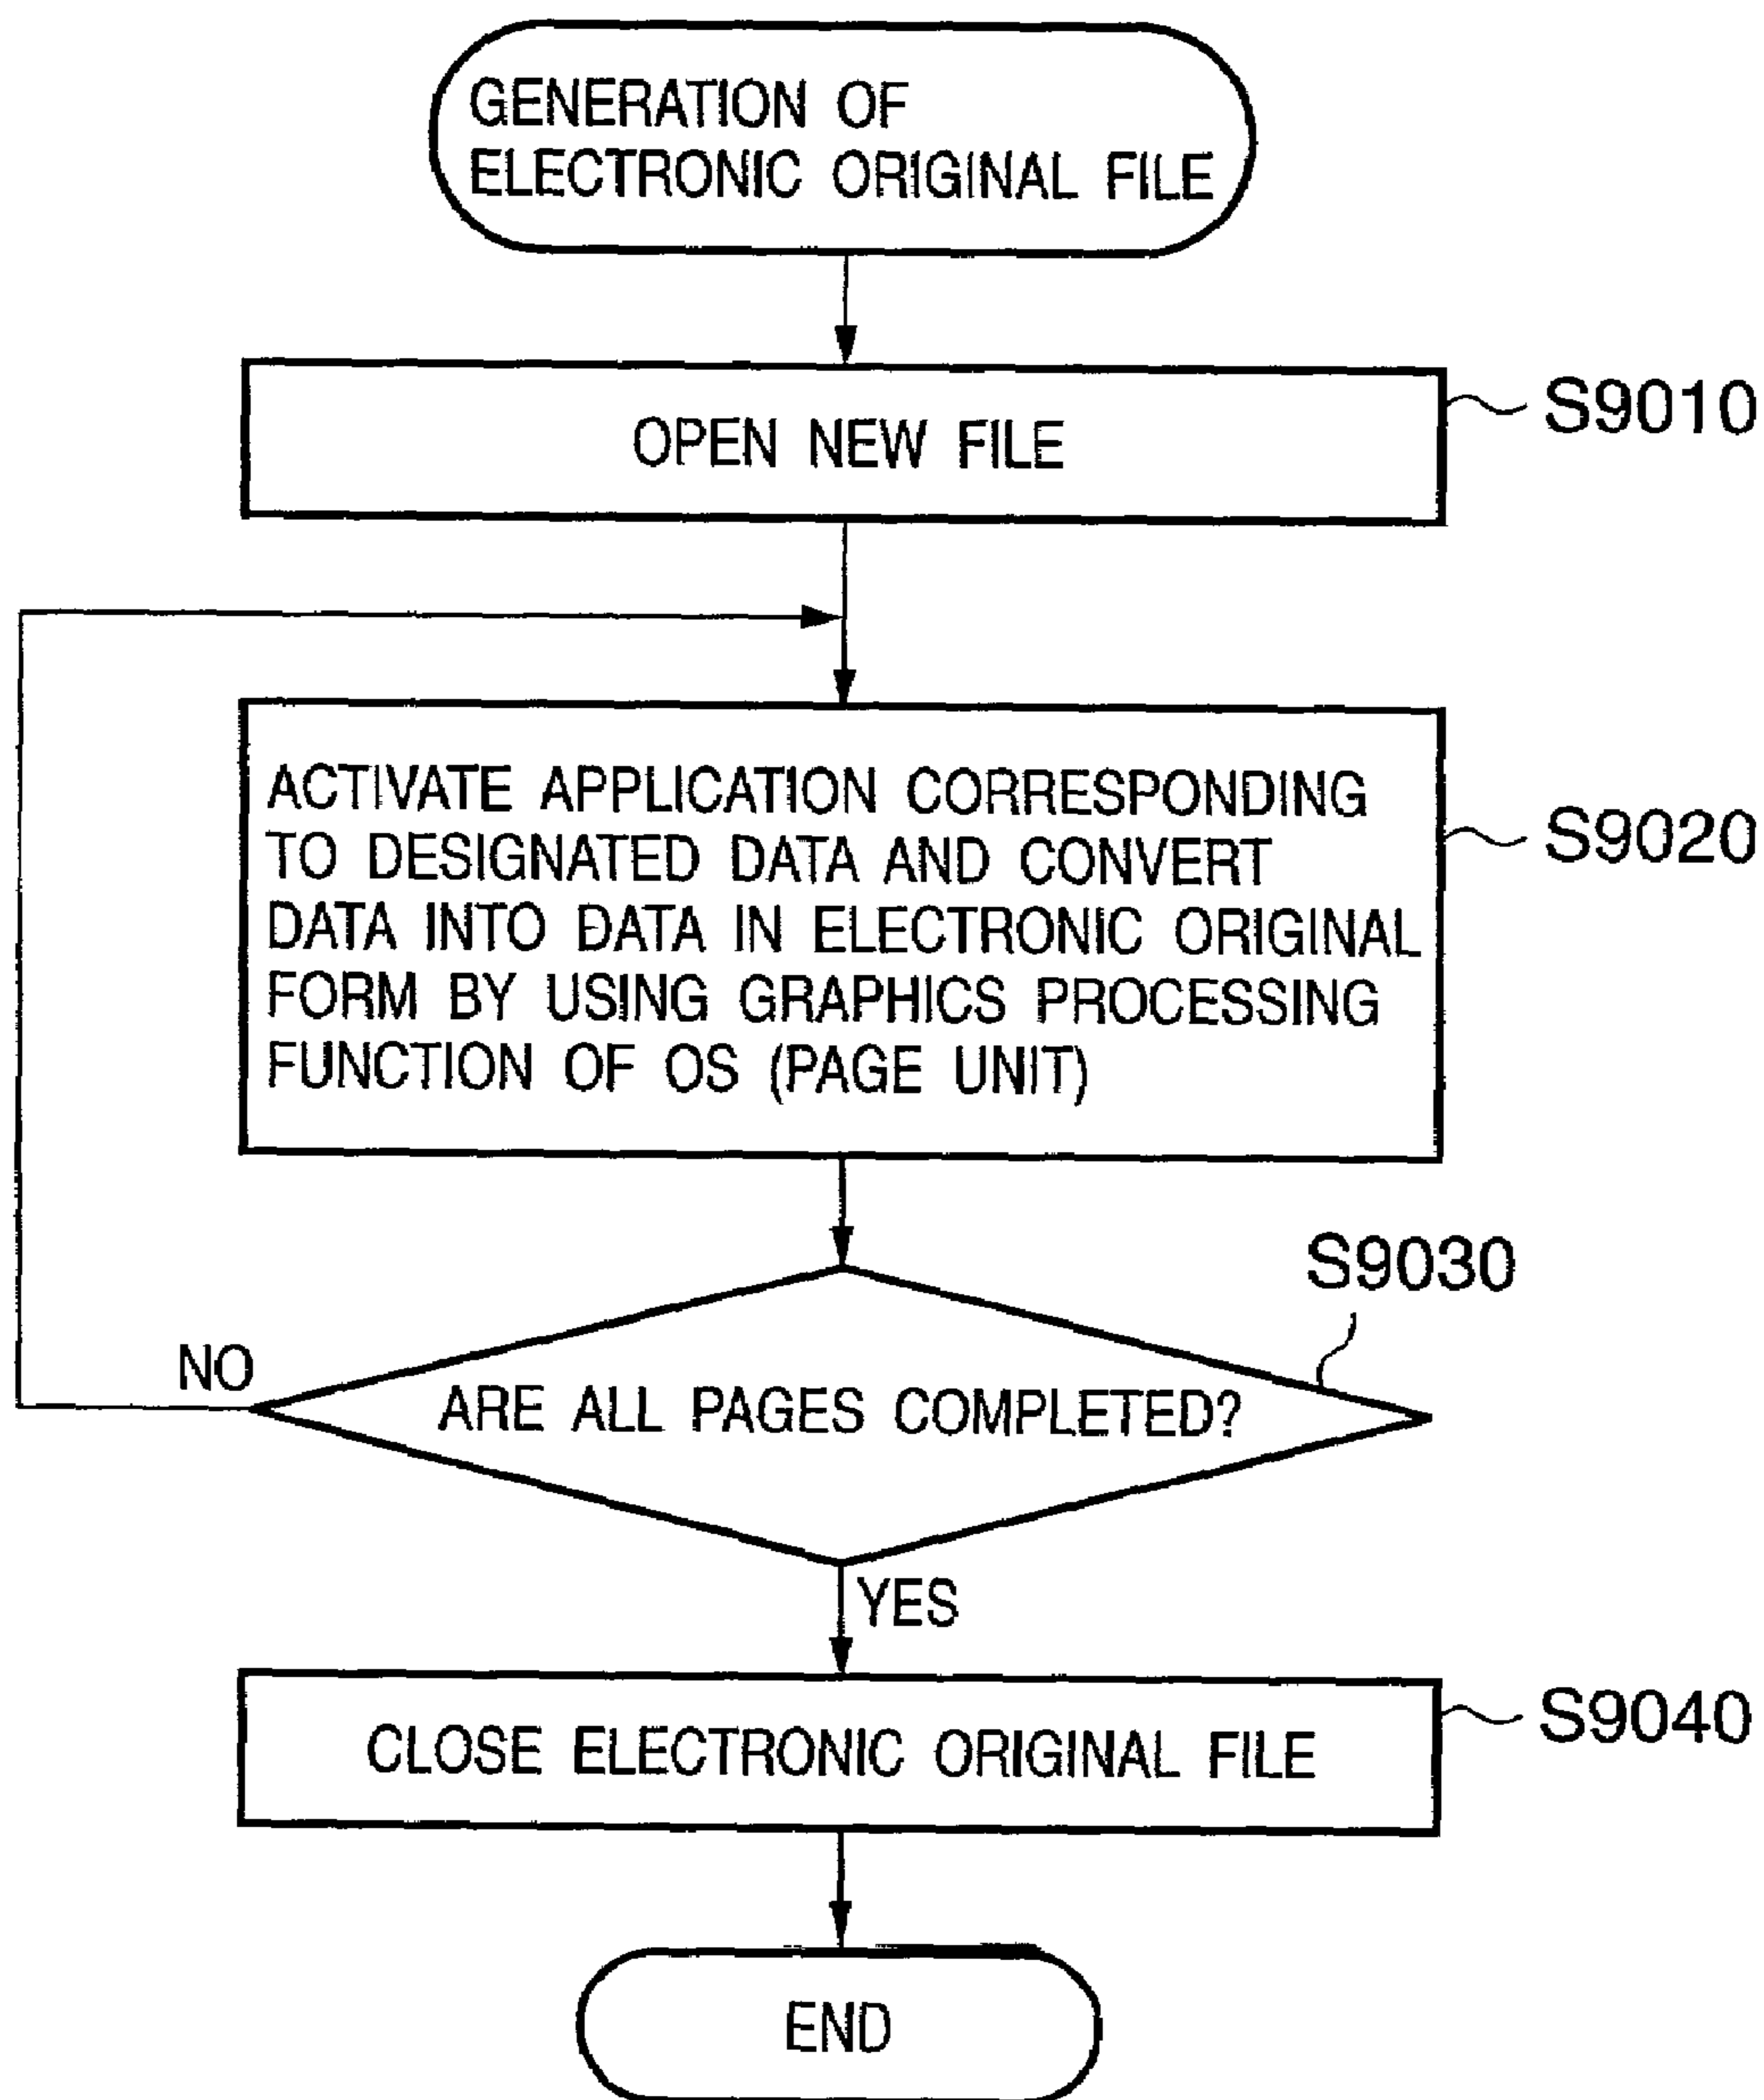 GENERATION OF
ELECTRONIC ORIGINAL FILE
OPEN NEW FILE
S9010
ACTIVATE APPLICATION CORRESPONDING
TO DESIGNATED DATA AND CONVERT
DATA INTO DATA IN ELECTRONIC ORIGINAL
FORM BY USING GRAPHICS PROCESSING
FUNCTION OF OS (PAGE UNIT)
S9020
S9030
NO
ARE ALL PAGES COMPLETED?
YES
CLOSE ELECTRONIC ORIGINAL FILE
S9040
END